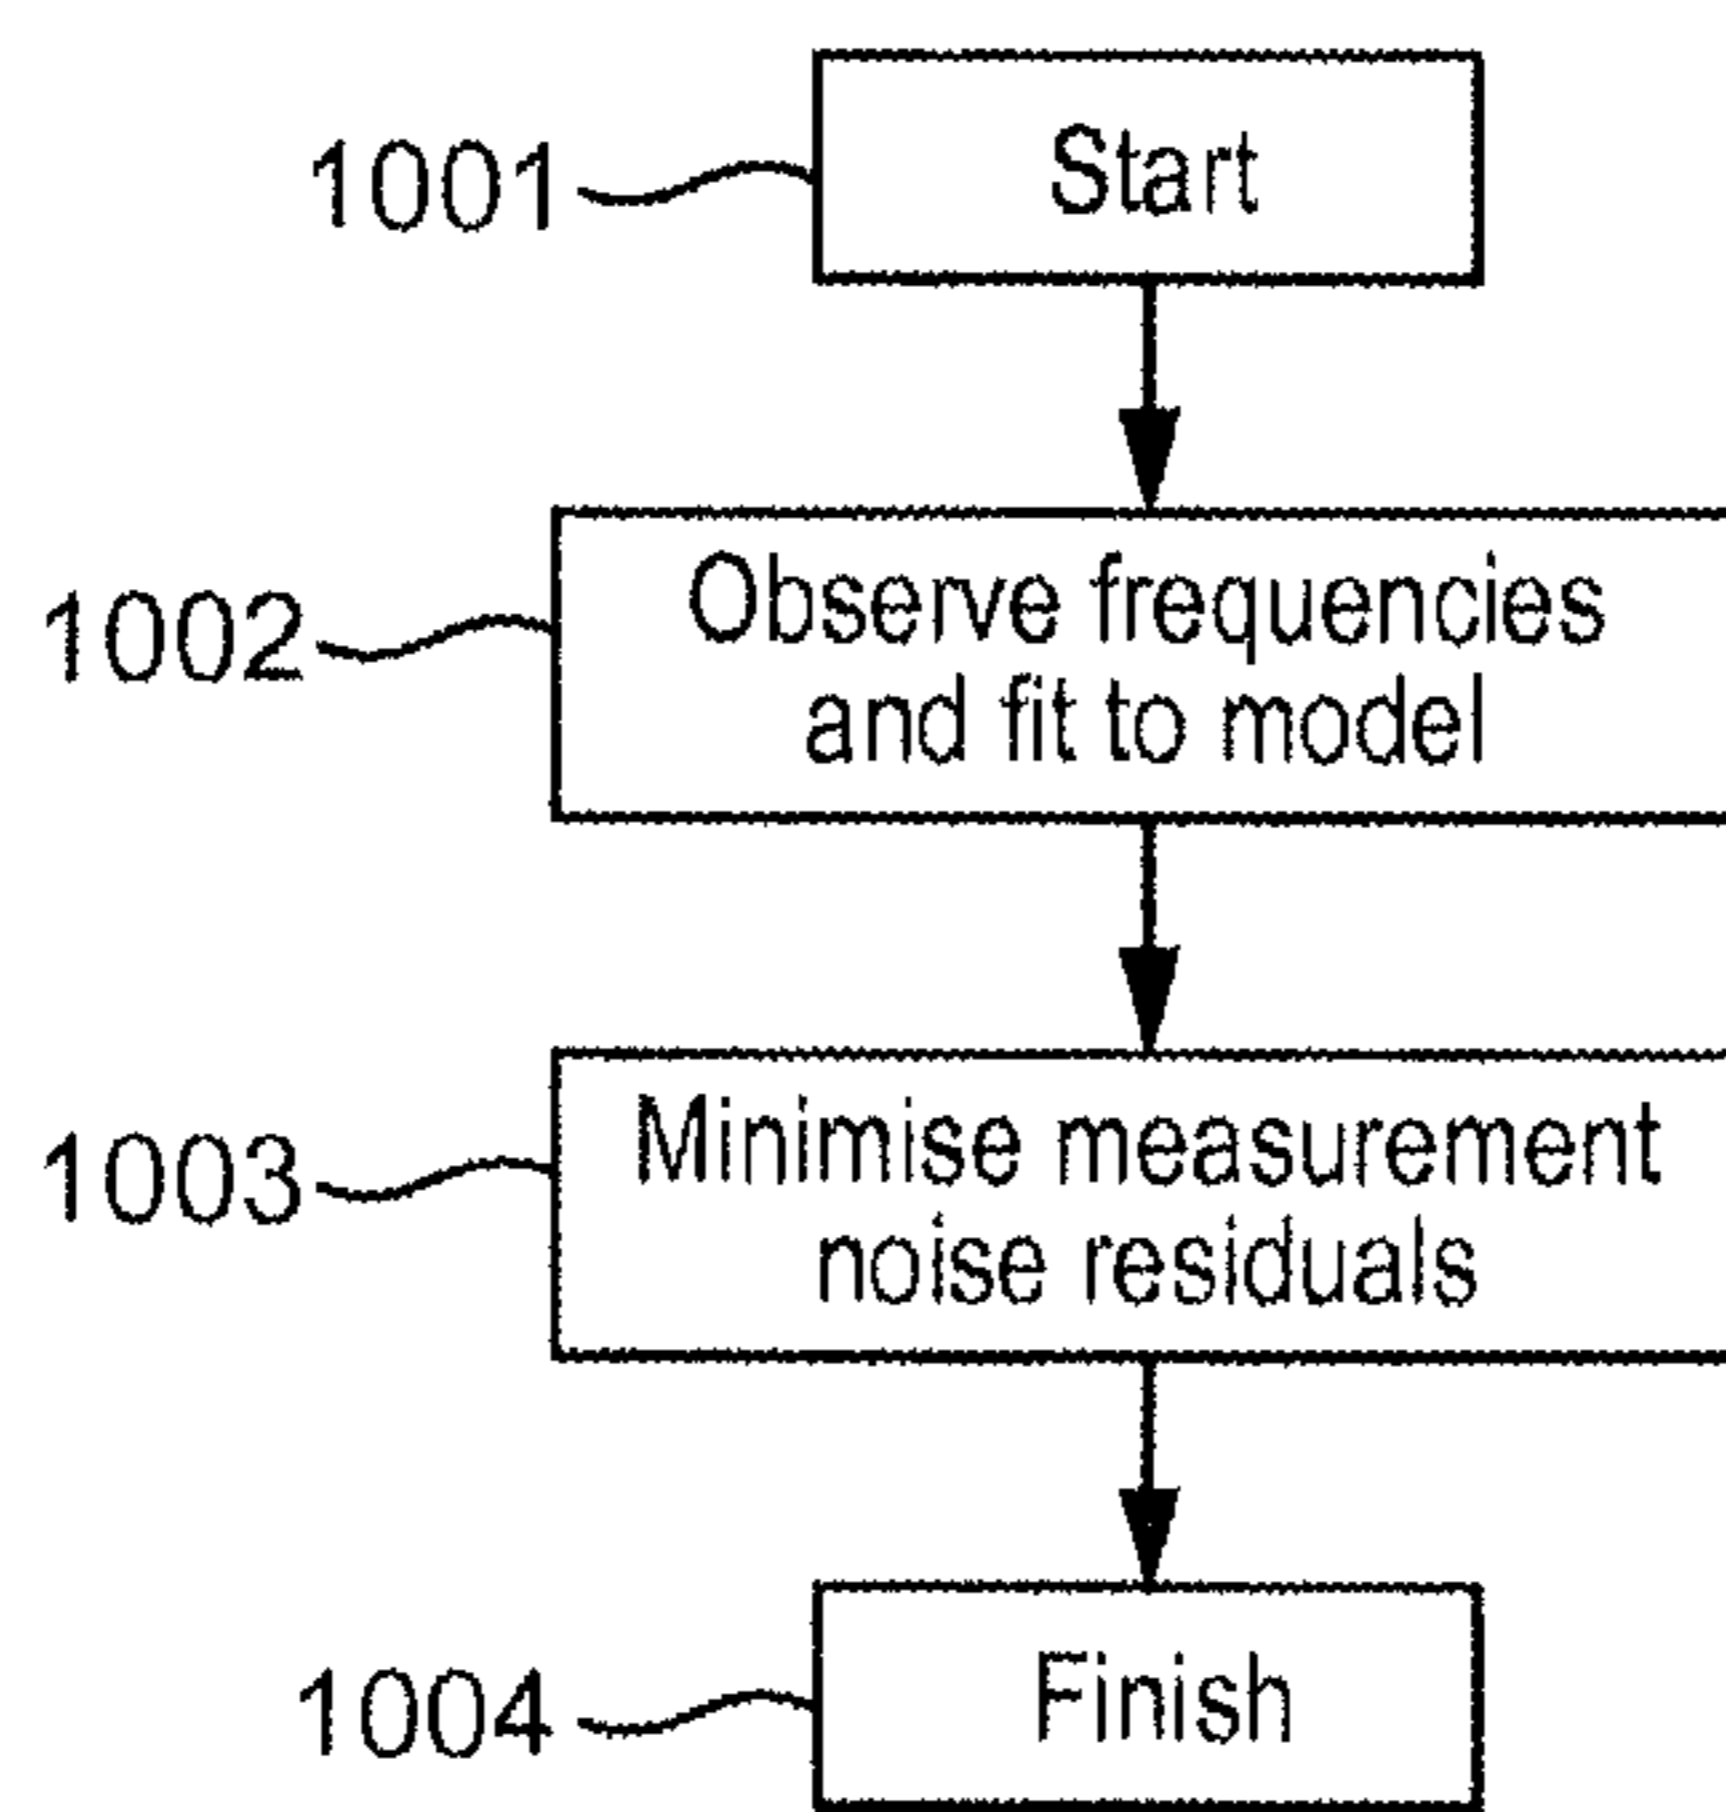 1001
Start
1002
Observe frequencies
and fit to model
1003
Minimise measurement
noise residuals
1004
Finish